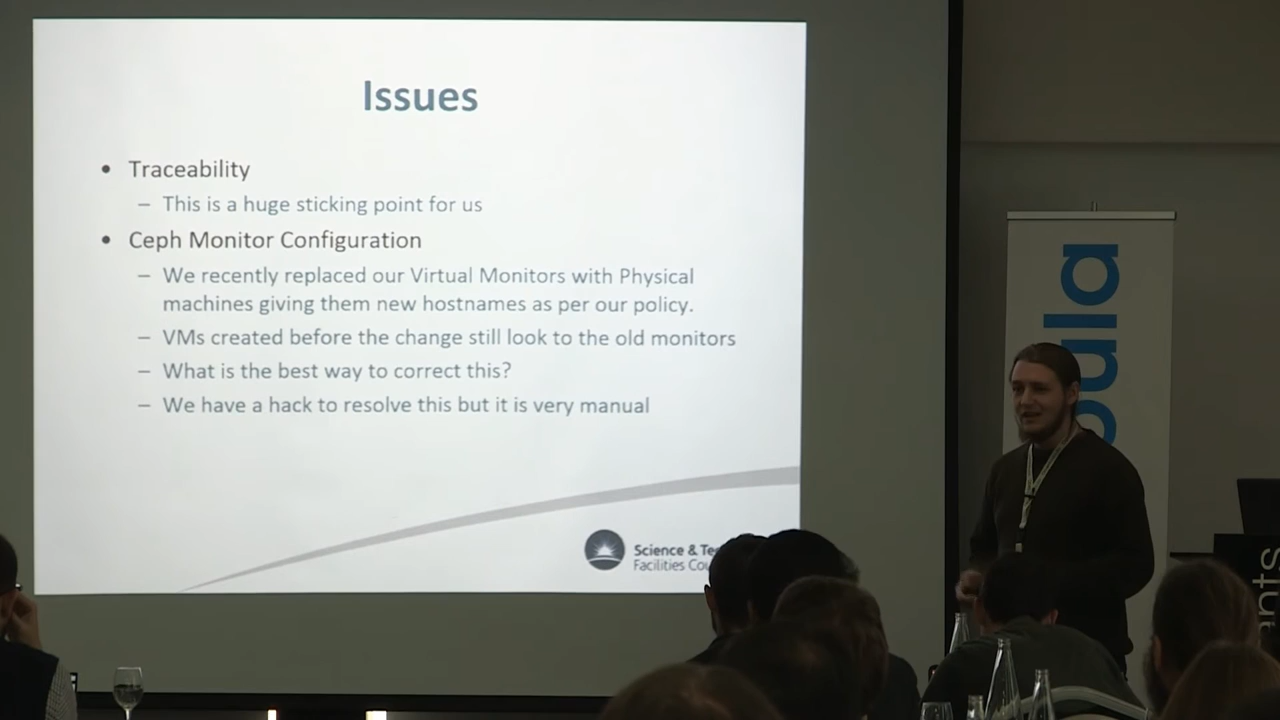 Issues
• Traceability
– This is a huge sticking point for us
• Ceph Monitor Configuration
– We recently replaced our Virtual Monitors with Physical
machines giving them new hostnames as per our policy.
– VMs created before the change still look to the old monitors
– What is the best way to correct this?
– We have a hack to resolve this but it is very manual
Science &
Facilities